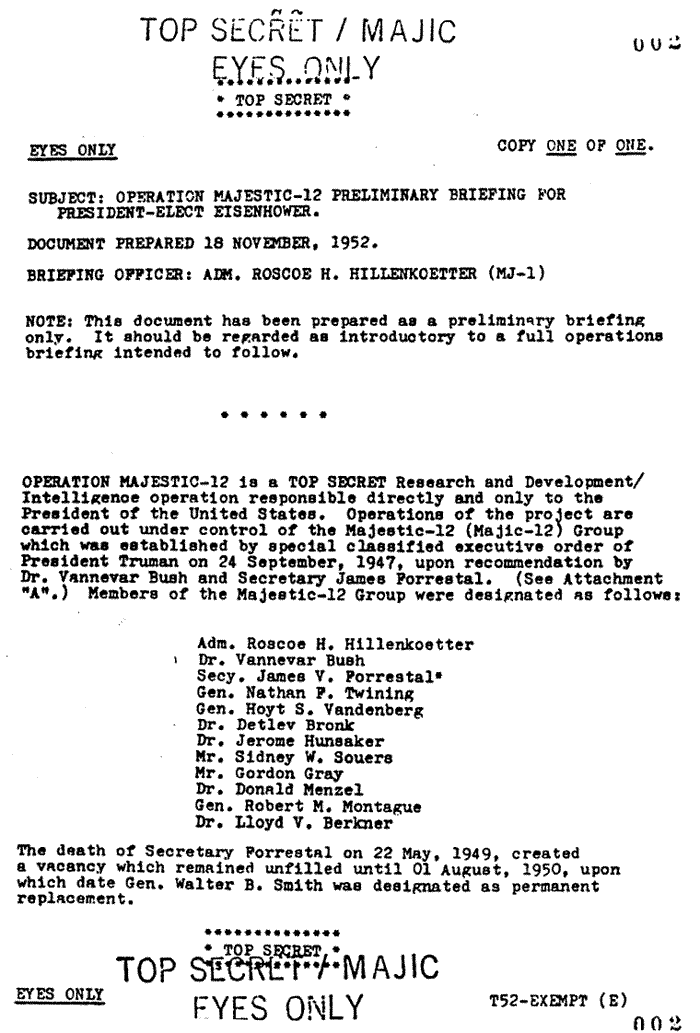 TOP SECRET / MAJIC
EYES ONLY
002
***************
* TOP SECRET *
***************
EYES ONLY
COPY ONE OF ONE.
SUBJECT: OPERATION MAJESTIC-12 PRELIMINARY BRIEFING FOR
PRESIDENT-ELECT EISENHOWER.
DOCUMENT PREPARED 18 NOVEMBER, 1952.
BRIEFING OFFICER: ADM. ROSCOE H. HILLENKOETTER (MJ-1)
NOTE: This document has been prepared as a preliminary briefing
only. It should be regarded as introductory to a full operations
briefing intended to follow.
* * * * * *
OPERATION MAJESTIC-12 is a TOP SECRET Research and Development/
Intelligence operation responsible directly and only to the
President of the United States. Operations of the project are
carried out under control of the Majestic-12 (Majic-12) Group
which was established by special classified executive order of
President Truman on 24 September, 1947, upon recommendation by
Dr. Vannevar Bush and Secretary James Forrestal. (See Attachment
"A".) Members of the Majestic-12 Group were designated as follows:
Adm. Roscoe H. Hillenkoetter
Dr. Vannevar Bush
Secy. James V. Forrestal*
Gen. Nathan F. Twining
Gen. Hoyt S. Vandenberg
Dr. Detlev Bronk
Dr. Jerome Hunsaker
Mr. Sidney W. Souers
Mr. Gordon Gray
Dr. Donald Menzel
Gen. Robert M. Montague
Dr. Lloyd V. Berkner
The death of Secretary Forrestal on 22 May, 1949, created
a vacancy which remained unfilled until 01 August, 1950, upon
which date Gen. Walter B. Smith was designated as permanent
replacement.
***************
* TOP SECRET *
***************
TOP SECRET / MAJIC
EYES ONLY
EYES ONLY
T52-EXEMPT (E)
002